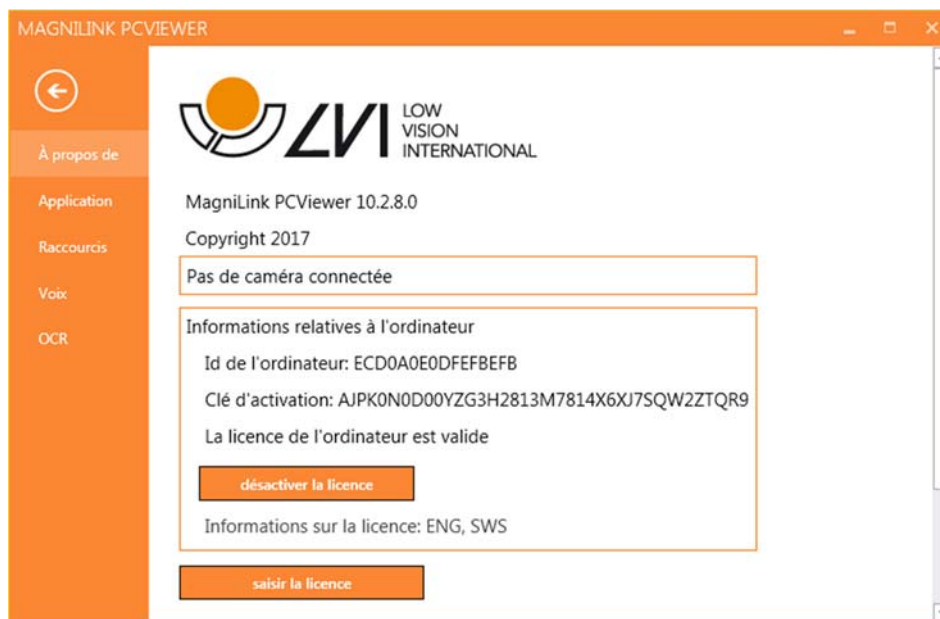 MAGNILINK PCVIEWER
À propos de
Application
Raccourcis
Voix
OCR
LVI
LOW
VISION
INTERNATIONAL
MagniLink PCViewer 10.2.8.0
Copyright 2017
Pas de caméra connectée
Informations relatives à l'ordinateur
Id de l'ordinateur: ECD0A0E0DFEFBEFB
Clé d'activation: AJPK0N0D00YZG3H2813M7814X6XJ7SQW2ZTQR9
La licence de l'ordinateur est valide
désactiver la licence
Informations sur la licence: ENG, SWS
saisir la licence